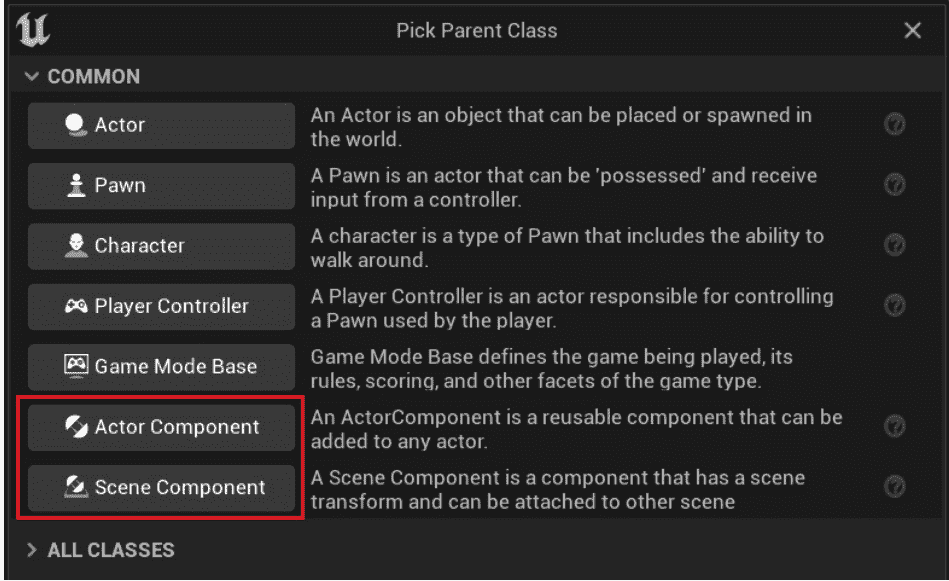 Pick Parent Class
COMMON
Actor
An Actor is an object that can be placed or spawned in
the world.
Pawn
A Pawn is an actor that can be 'possessed' and receive
input from a controller.
Character
A character is a type of Pawn that includes the ability to
walk around.
Player Controller
A Player Controller is an actor responsible for controlling
a Pawn used by the player.
Game Mode Base
Game Mode Base defines the game being played, its
rules, scoring, and other facets of the game type.
Actor Component
An ActorComponent is a reusable component that can be
added to any actor.
Scene Component
A Scene Component is a component that has a scene
transform and can be attached to other scene
ALL CLASSES